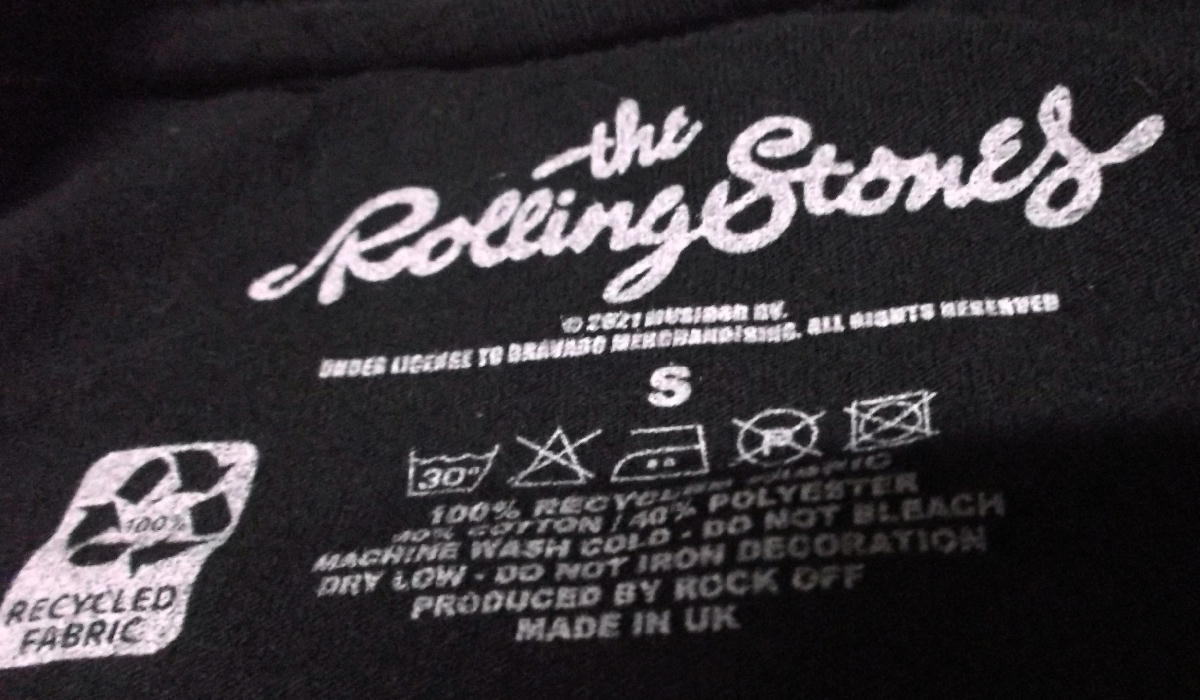 the
Rolling Stones
© 2021 MUSIDOR BV.
UNDER LICENSE TO BRAVADO MERCHANDISING. ALL RIGHTS RESERVED
S
30°
P
100% RECYCLED FABRIC
60% COTTON / 40% POLYESTER
MACHINE WASH COLD - DO NOT BLEACH
DRY LOW - DO NOT IRON DECORATION
PRODUCED BY ROCK OFF
MADE IN UK
100%
RECYCLED
FABRIC